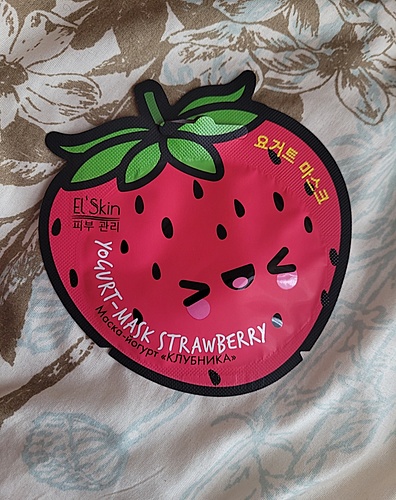 요거트 마스크
El'Skin
피부 관리
YOGURT-MASK STRAWBERRY
Маска-йогурт «КЛУБНИКА»